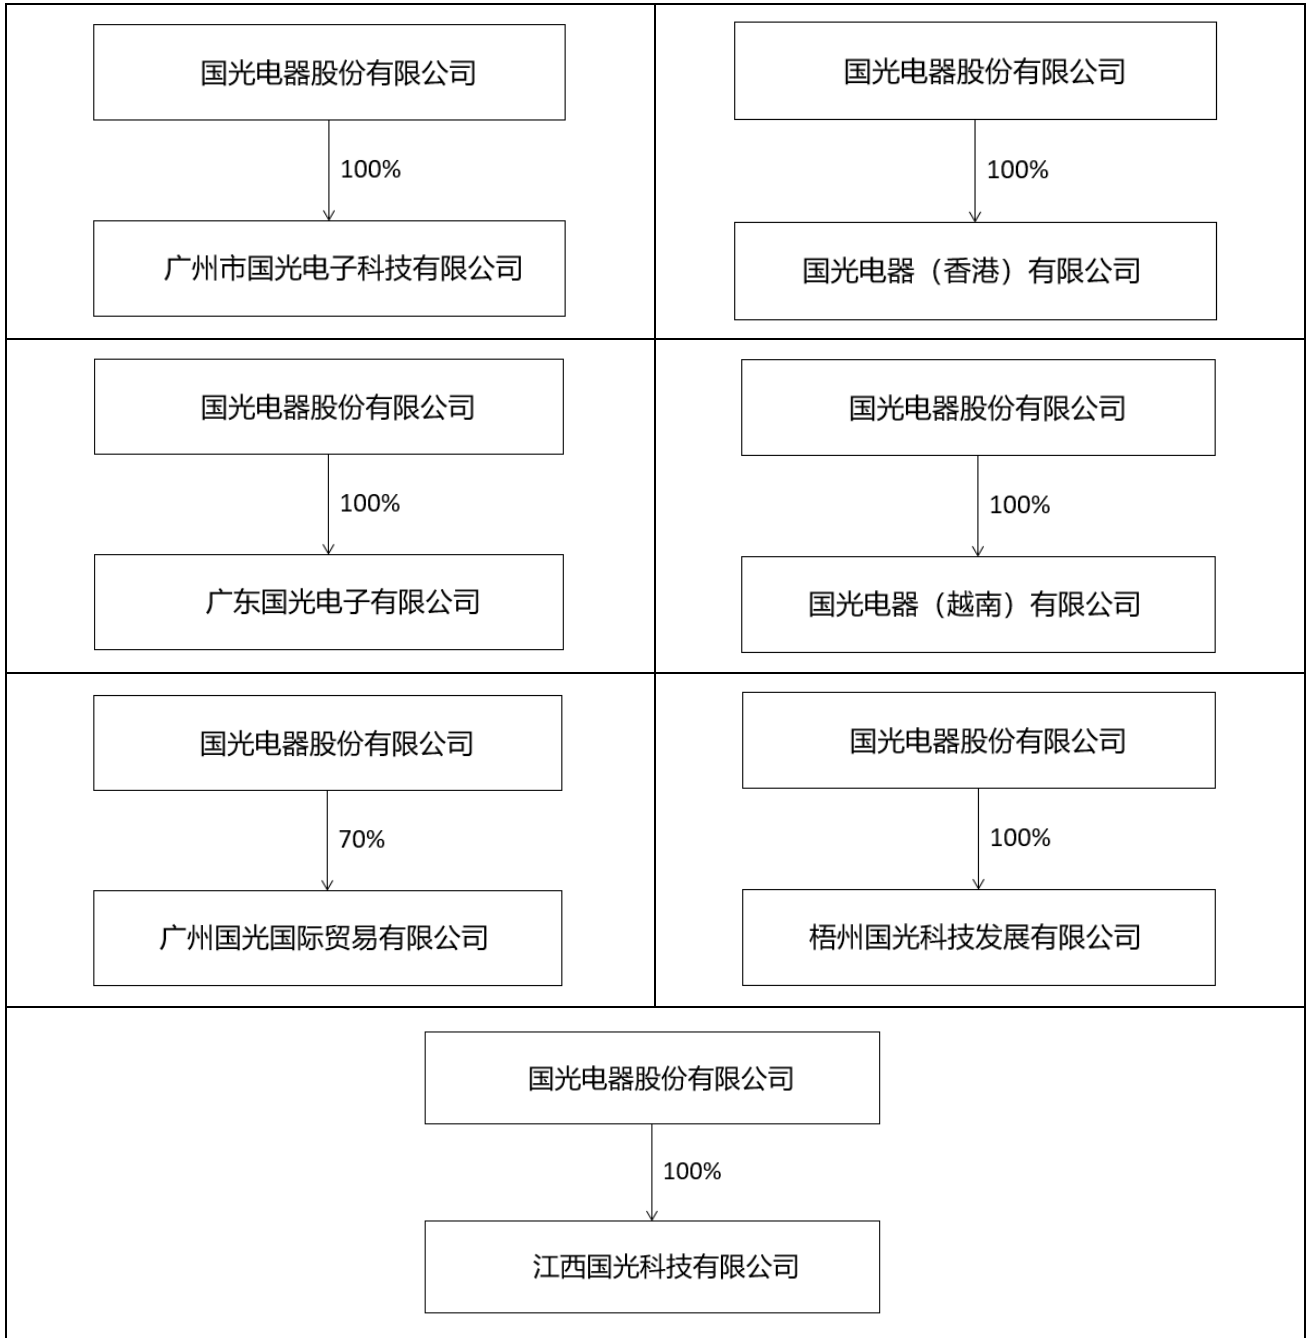 国光电器股份有限公司
100%
广州市国光电子科技有限公司
国光电器股份有限公司
100%
国光电器（香港）有限公司
国光电器股份有限公司
100%
广东国光电子有限公司
国光电器股份有限公司
100%
国光电器（越南）有限公司
国光电器股份有限公司
70%
广州国光国际贸易有限公司
国光电器股份有限公司
100%
梧州国光科技发展有限公司
国光电器股份有限公司
100%
江西国光科技有限公司